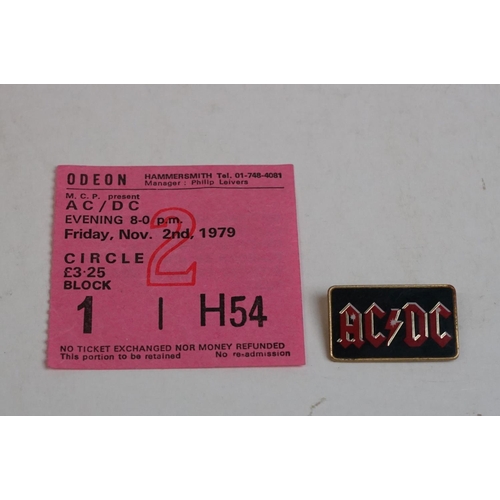 ODEON HAMMERSMITH Tel. 01-748-4081
Manager : Philip Leivers
M. C. P. present
AC/DC
EVENING 8-0 p.m.
Friday, Nov. 2nd, 1979
2
CIRCLE
£3·25
BLOCK
1 | H54
NO TICKET EXCHANGED NOR MONEY REFUNDED
This portion to be retained No re-admission
AC⚡DC